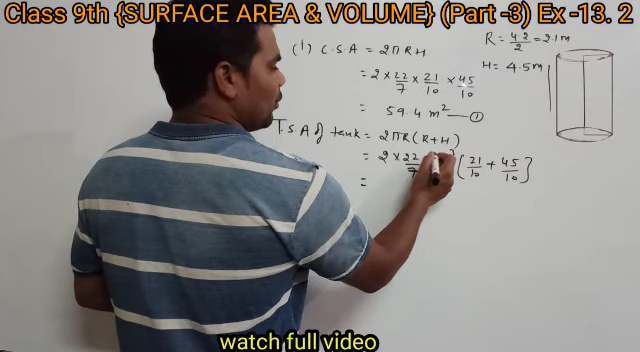 Class 9th {SURFACE AREA & VOLUME} (Part -3) Ex -13. 2
(1) C.S.A = 2πRH
R = 4.2/2 = 2.1m
H = 4.5m
= 2 × 22/7 × 21/10 × 45/10
= 59.4 m² —①
T.S.A of tank = 2πR(R+H)
= 2 × 22/7 [21/10 + 45/10]
=
watch full video